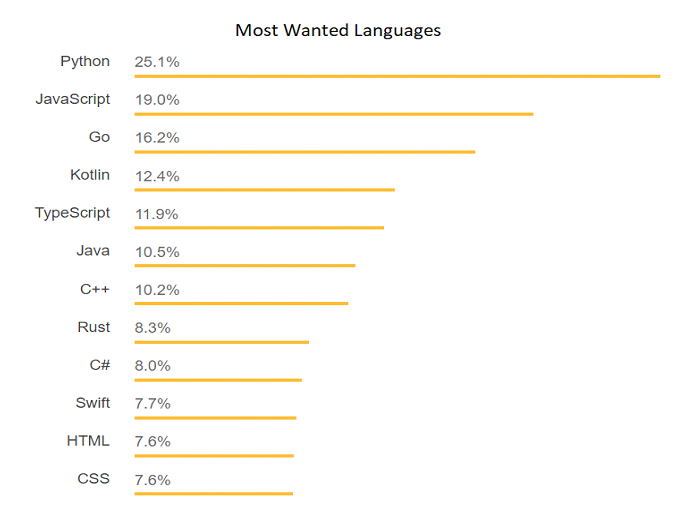 Most Wanted Languages
Python 25.1%
JavaScript 19.0%
Go 16.2%
Kotlin 12.4%
TypeScript 11.9%
Java 10.5%
C++ 10.2%
Rust 8.3%
C# 8.0%
Swift 7.7%
HTML 7.6%
CSS 7.6%